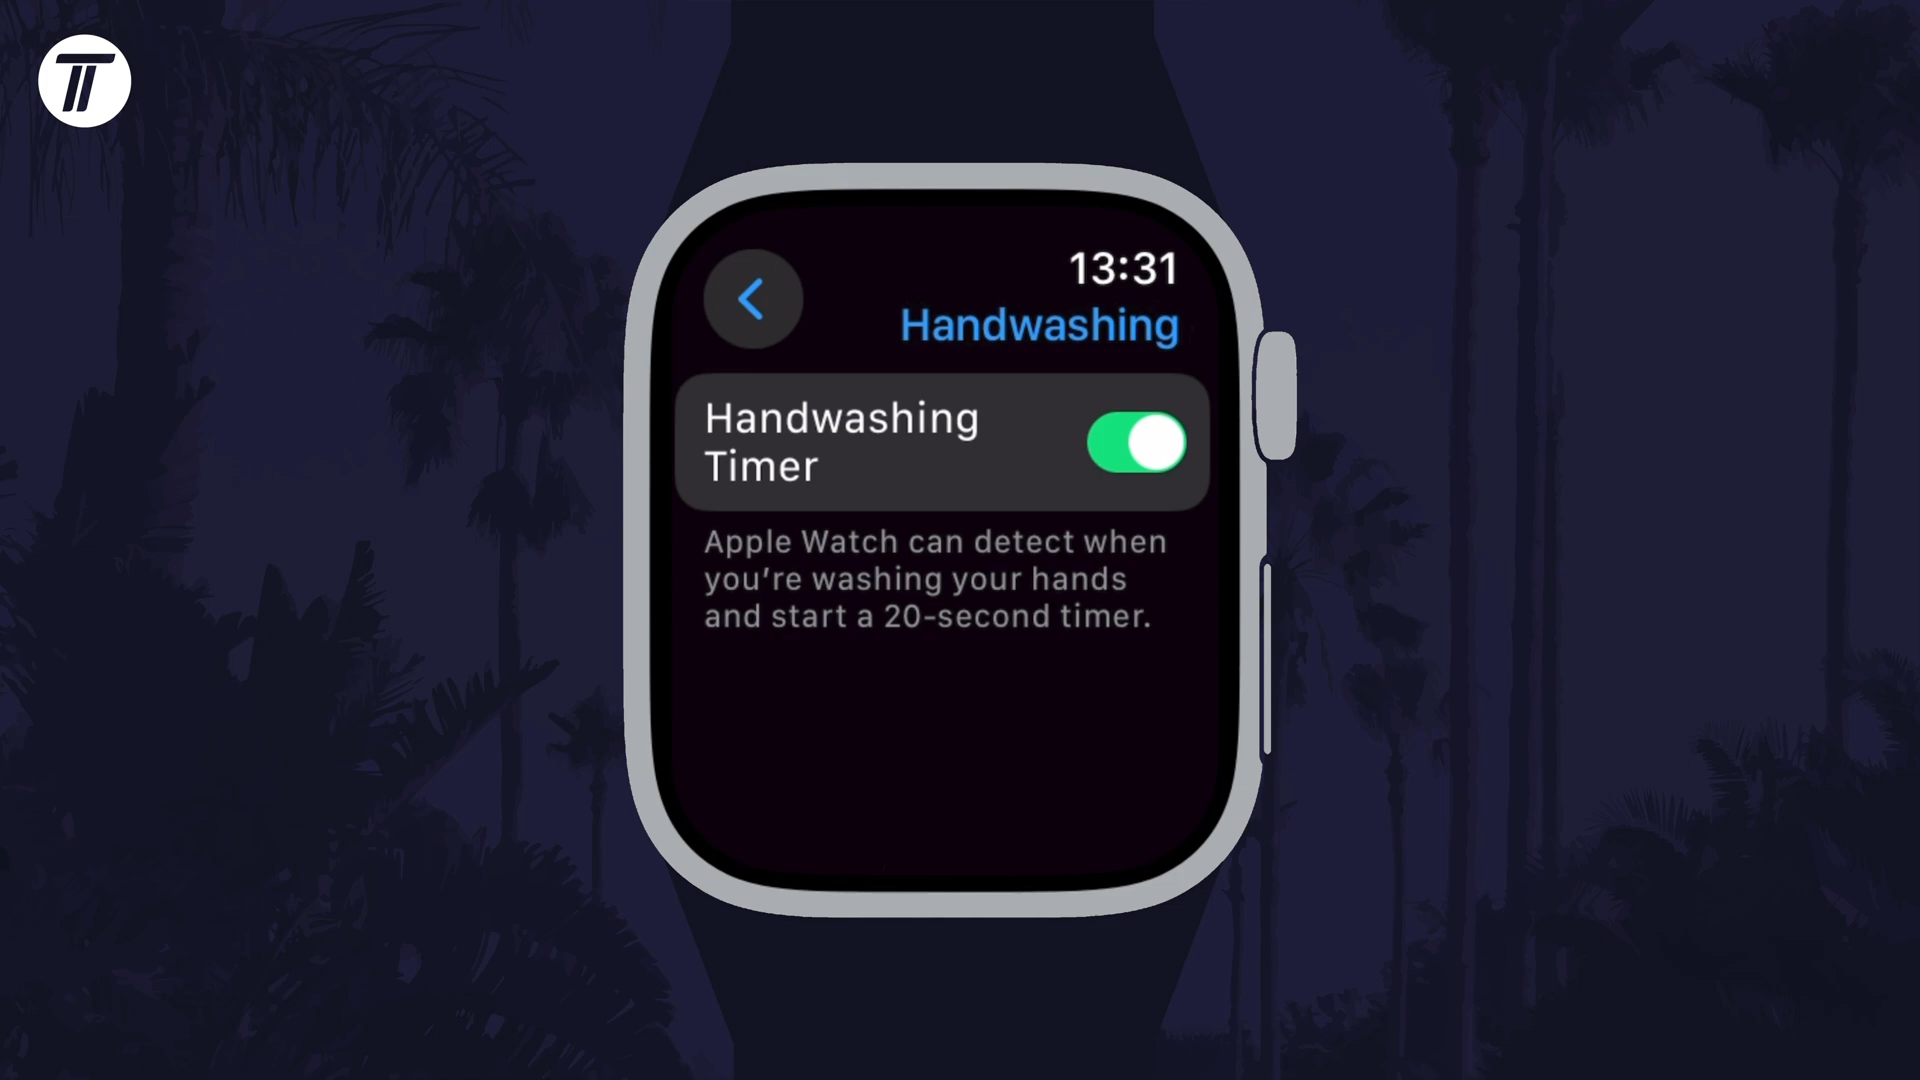 13:31
Handwashing
Handwashing
Timer
Apple Watch can detect when
you’re washing your hands
and start a 20-second timer.